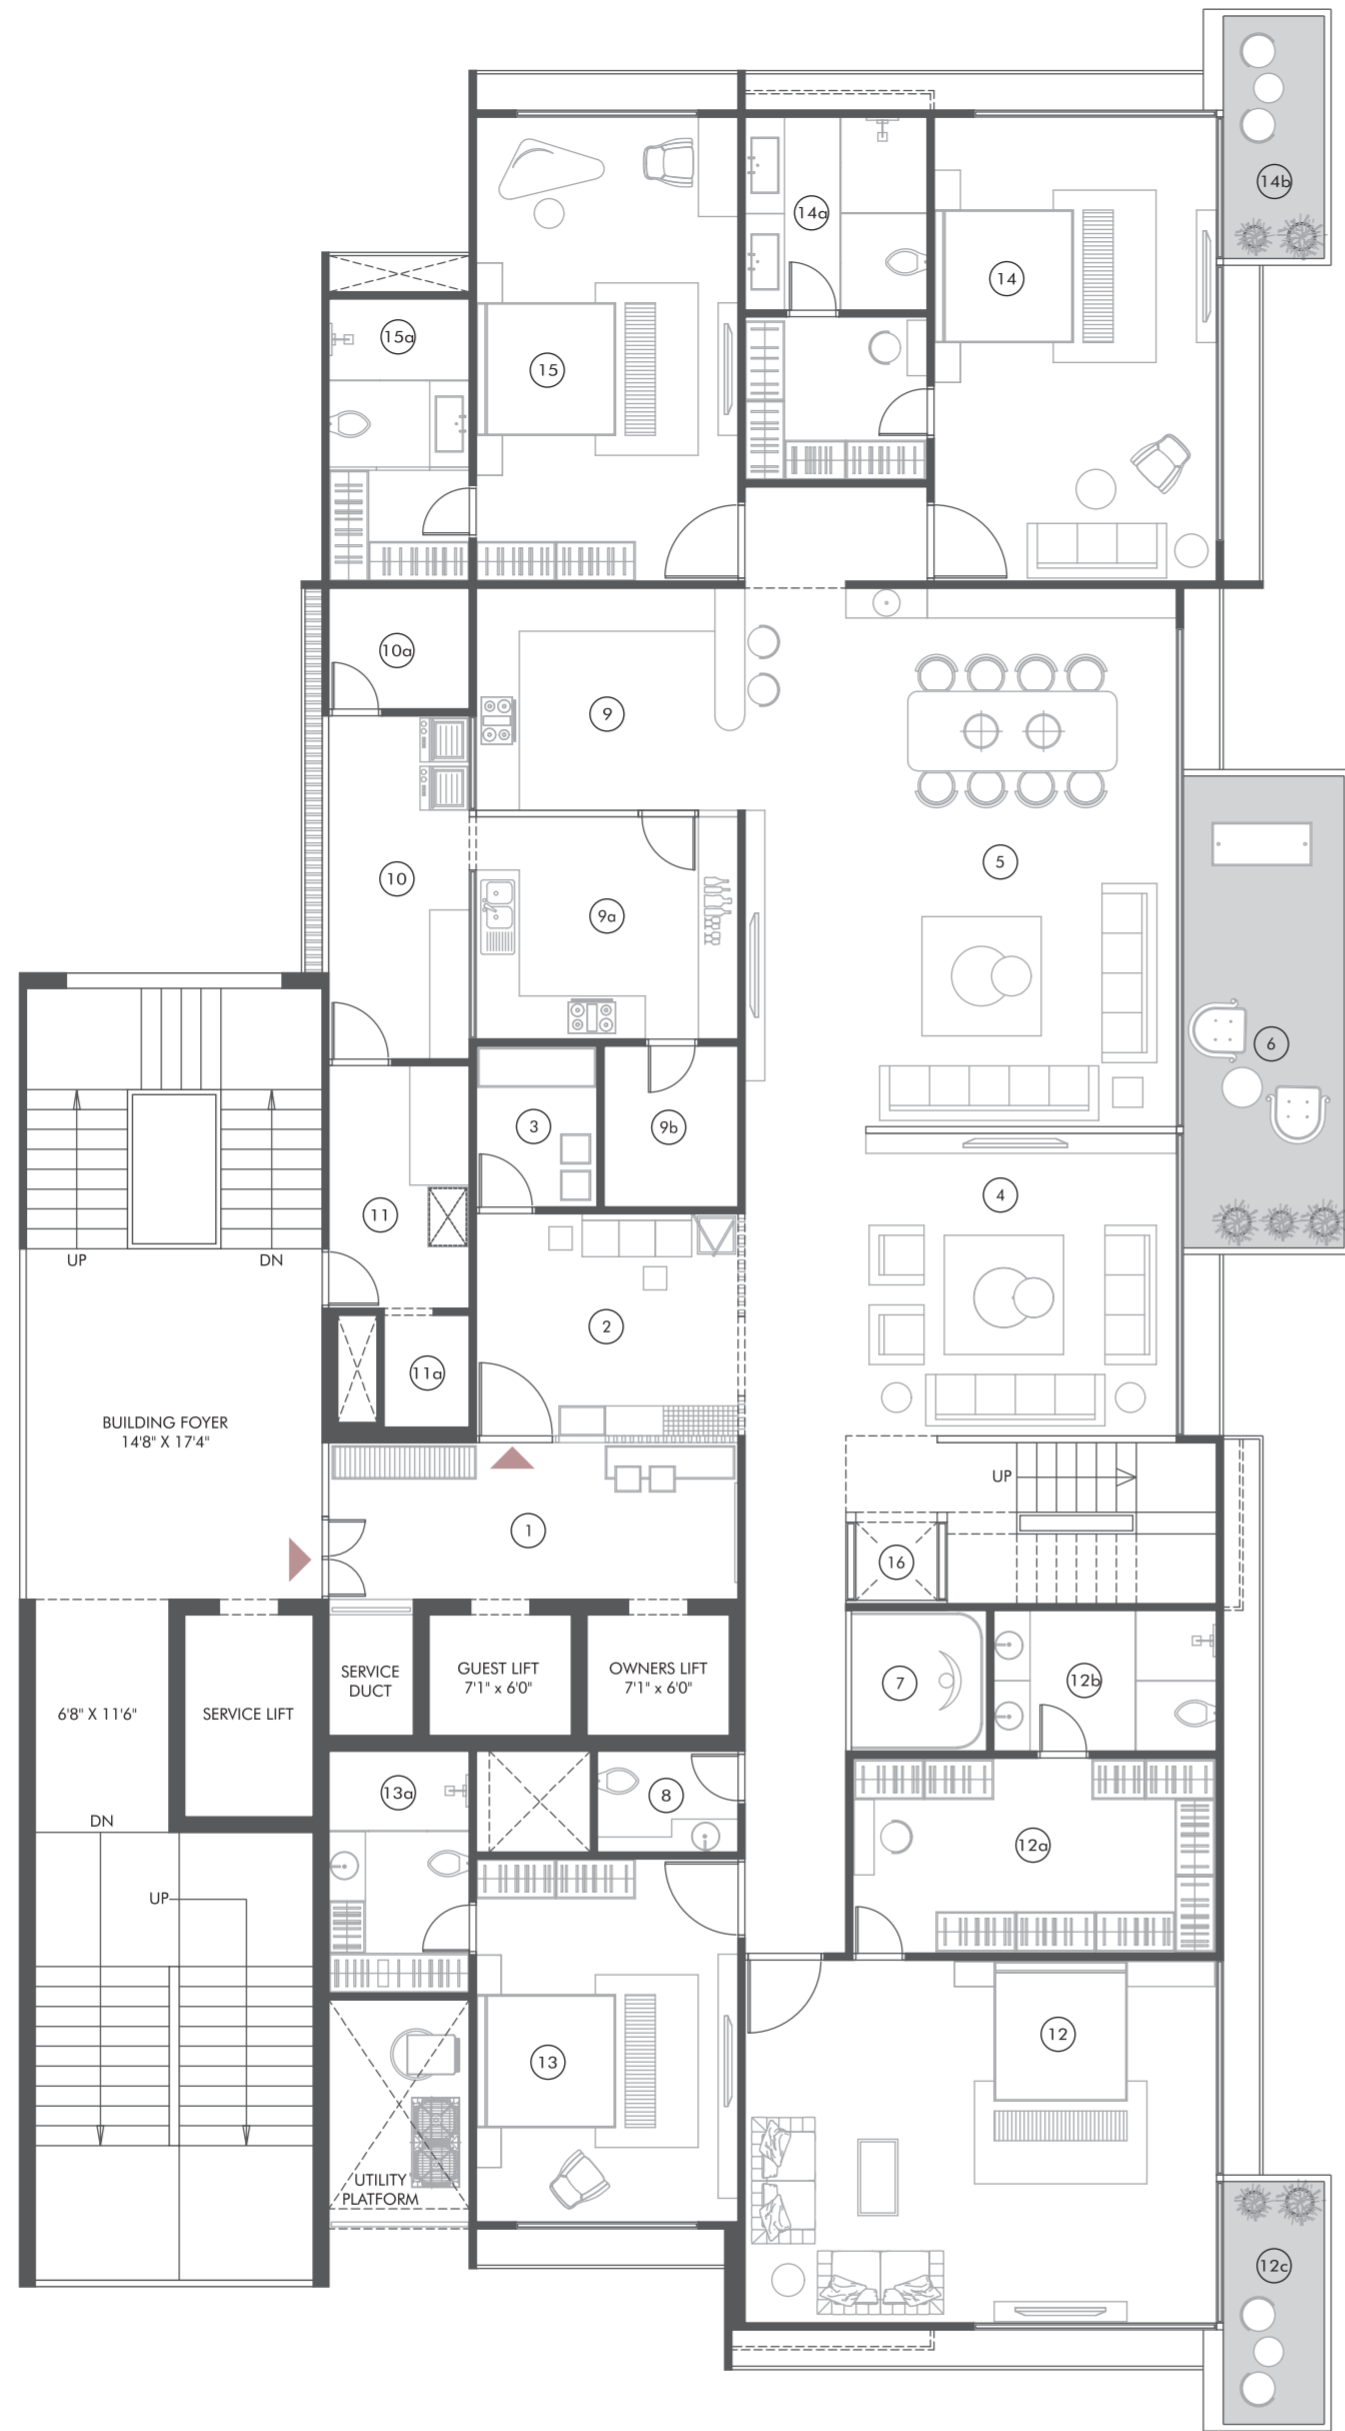 14b
14a
14
15a
15
10a
9
5
10
9a
6
3
9b
4
11
UP
DN
2
11a
BUILDING FOYER
14'8" X 17'4"
UP
1
16
SERVICE
DUCT
GUEST LIFT
7'1" x 6'0"
OWNERS LIFT
7'1" x 6'0"
7
12b
6'8" X 11'6"
SERVICE LIFT
13a
8
DN
12a
UP
12
13
UTILITY
PLATFORM
12c